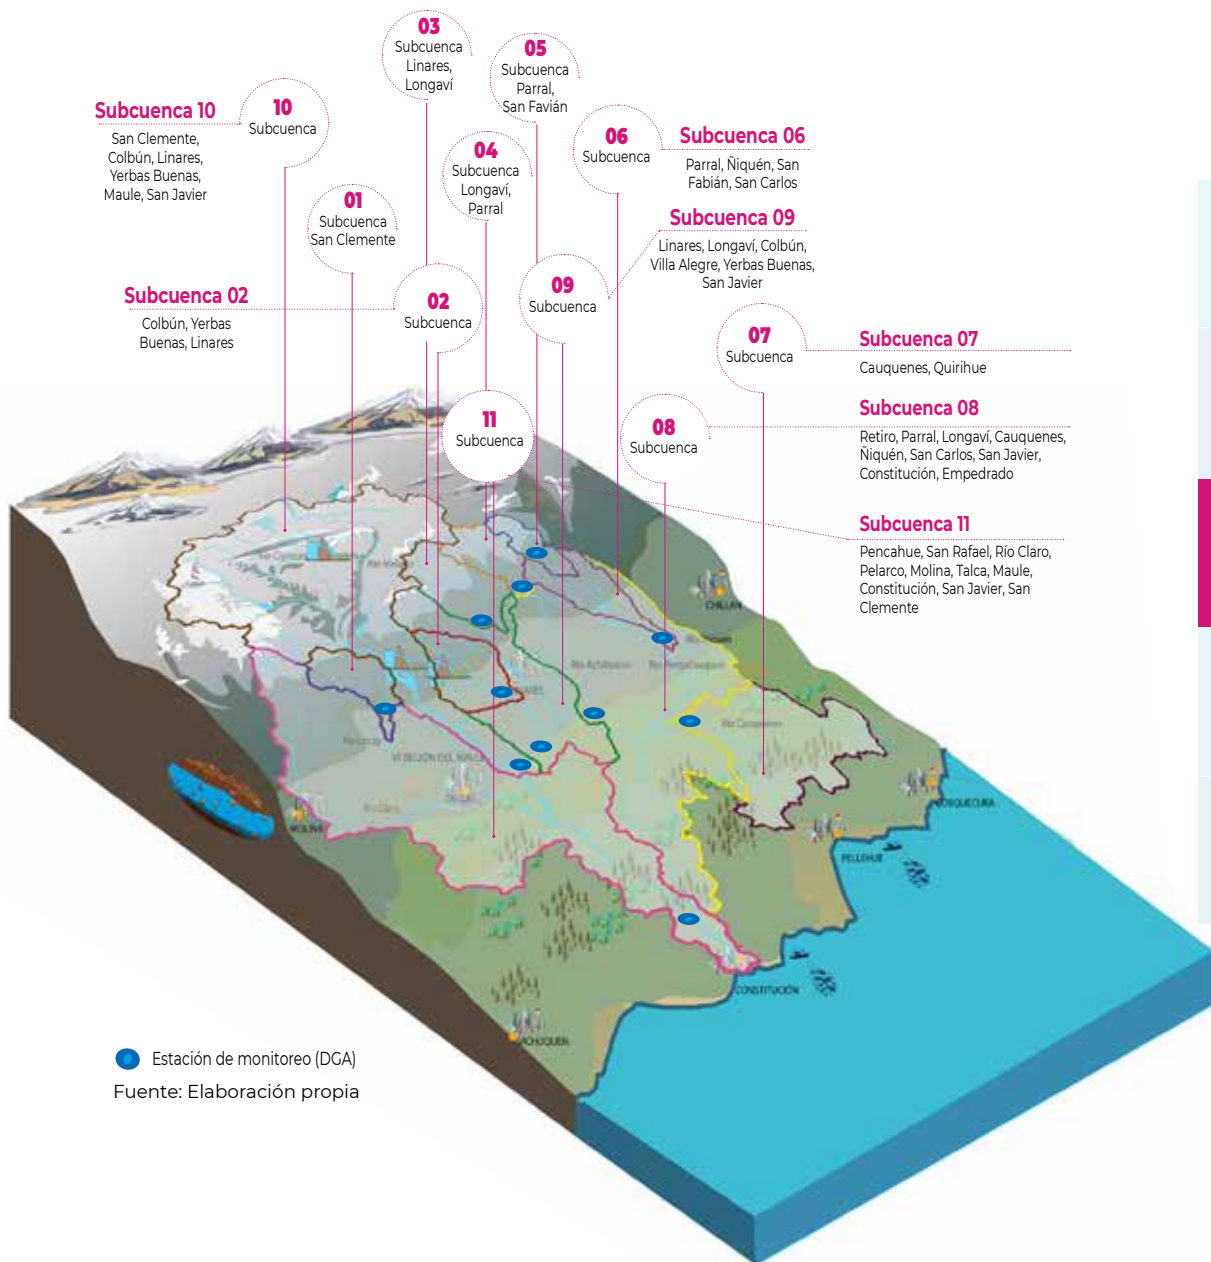 03
Subcuenca
Linares,
Longaví
05
Subcuenca
Parral,
San Favián
Subcuenca 10
San Clemente,
Colbún, Linares,
Yerbas Buenas,
Maule, San Javier
10
Subcuenca
04
Subcuenca
Longaví,
Parral
06
Subcuenca
Subcuenca 06
Parral, Ñiquén, San
Fabián, San Carlos
01
Subcuenca
San Clemente
Subcuenca 09
Linares, Longaví, Colbún,
Villa Alegre, Yerbas Buenas,
San Javier
09
Subcuenca
Subcuenca 02
Colbún, Yerbas
Buenas, Linares
02
Subcuenca
07
Subcuenca
Subcuenca 07
Cauquenes, Quirihue
11
Subcuenca
08
Subcuenca
Subcuenca 08
Retiro, Parral, Longaví, Cauquenes,
Ñiquén, San Carlos, San Javier,
Constitución, Empedrado
Subcuenca 11
Pencahue, San Rafael, Río Claro,
Pelarco, Molina, Talca, Maule,
Constitución, San Javier, San
Clemente
CHILLAN
MOLINA
PELLEHUE
CONSTITUCIÓN
Estación de monitoreo (DGA)
Fuente: Elaboración propia